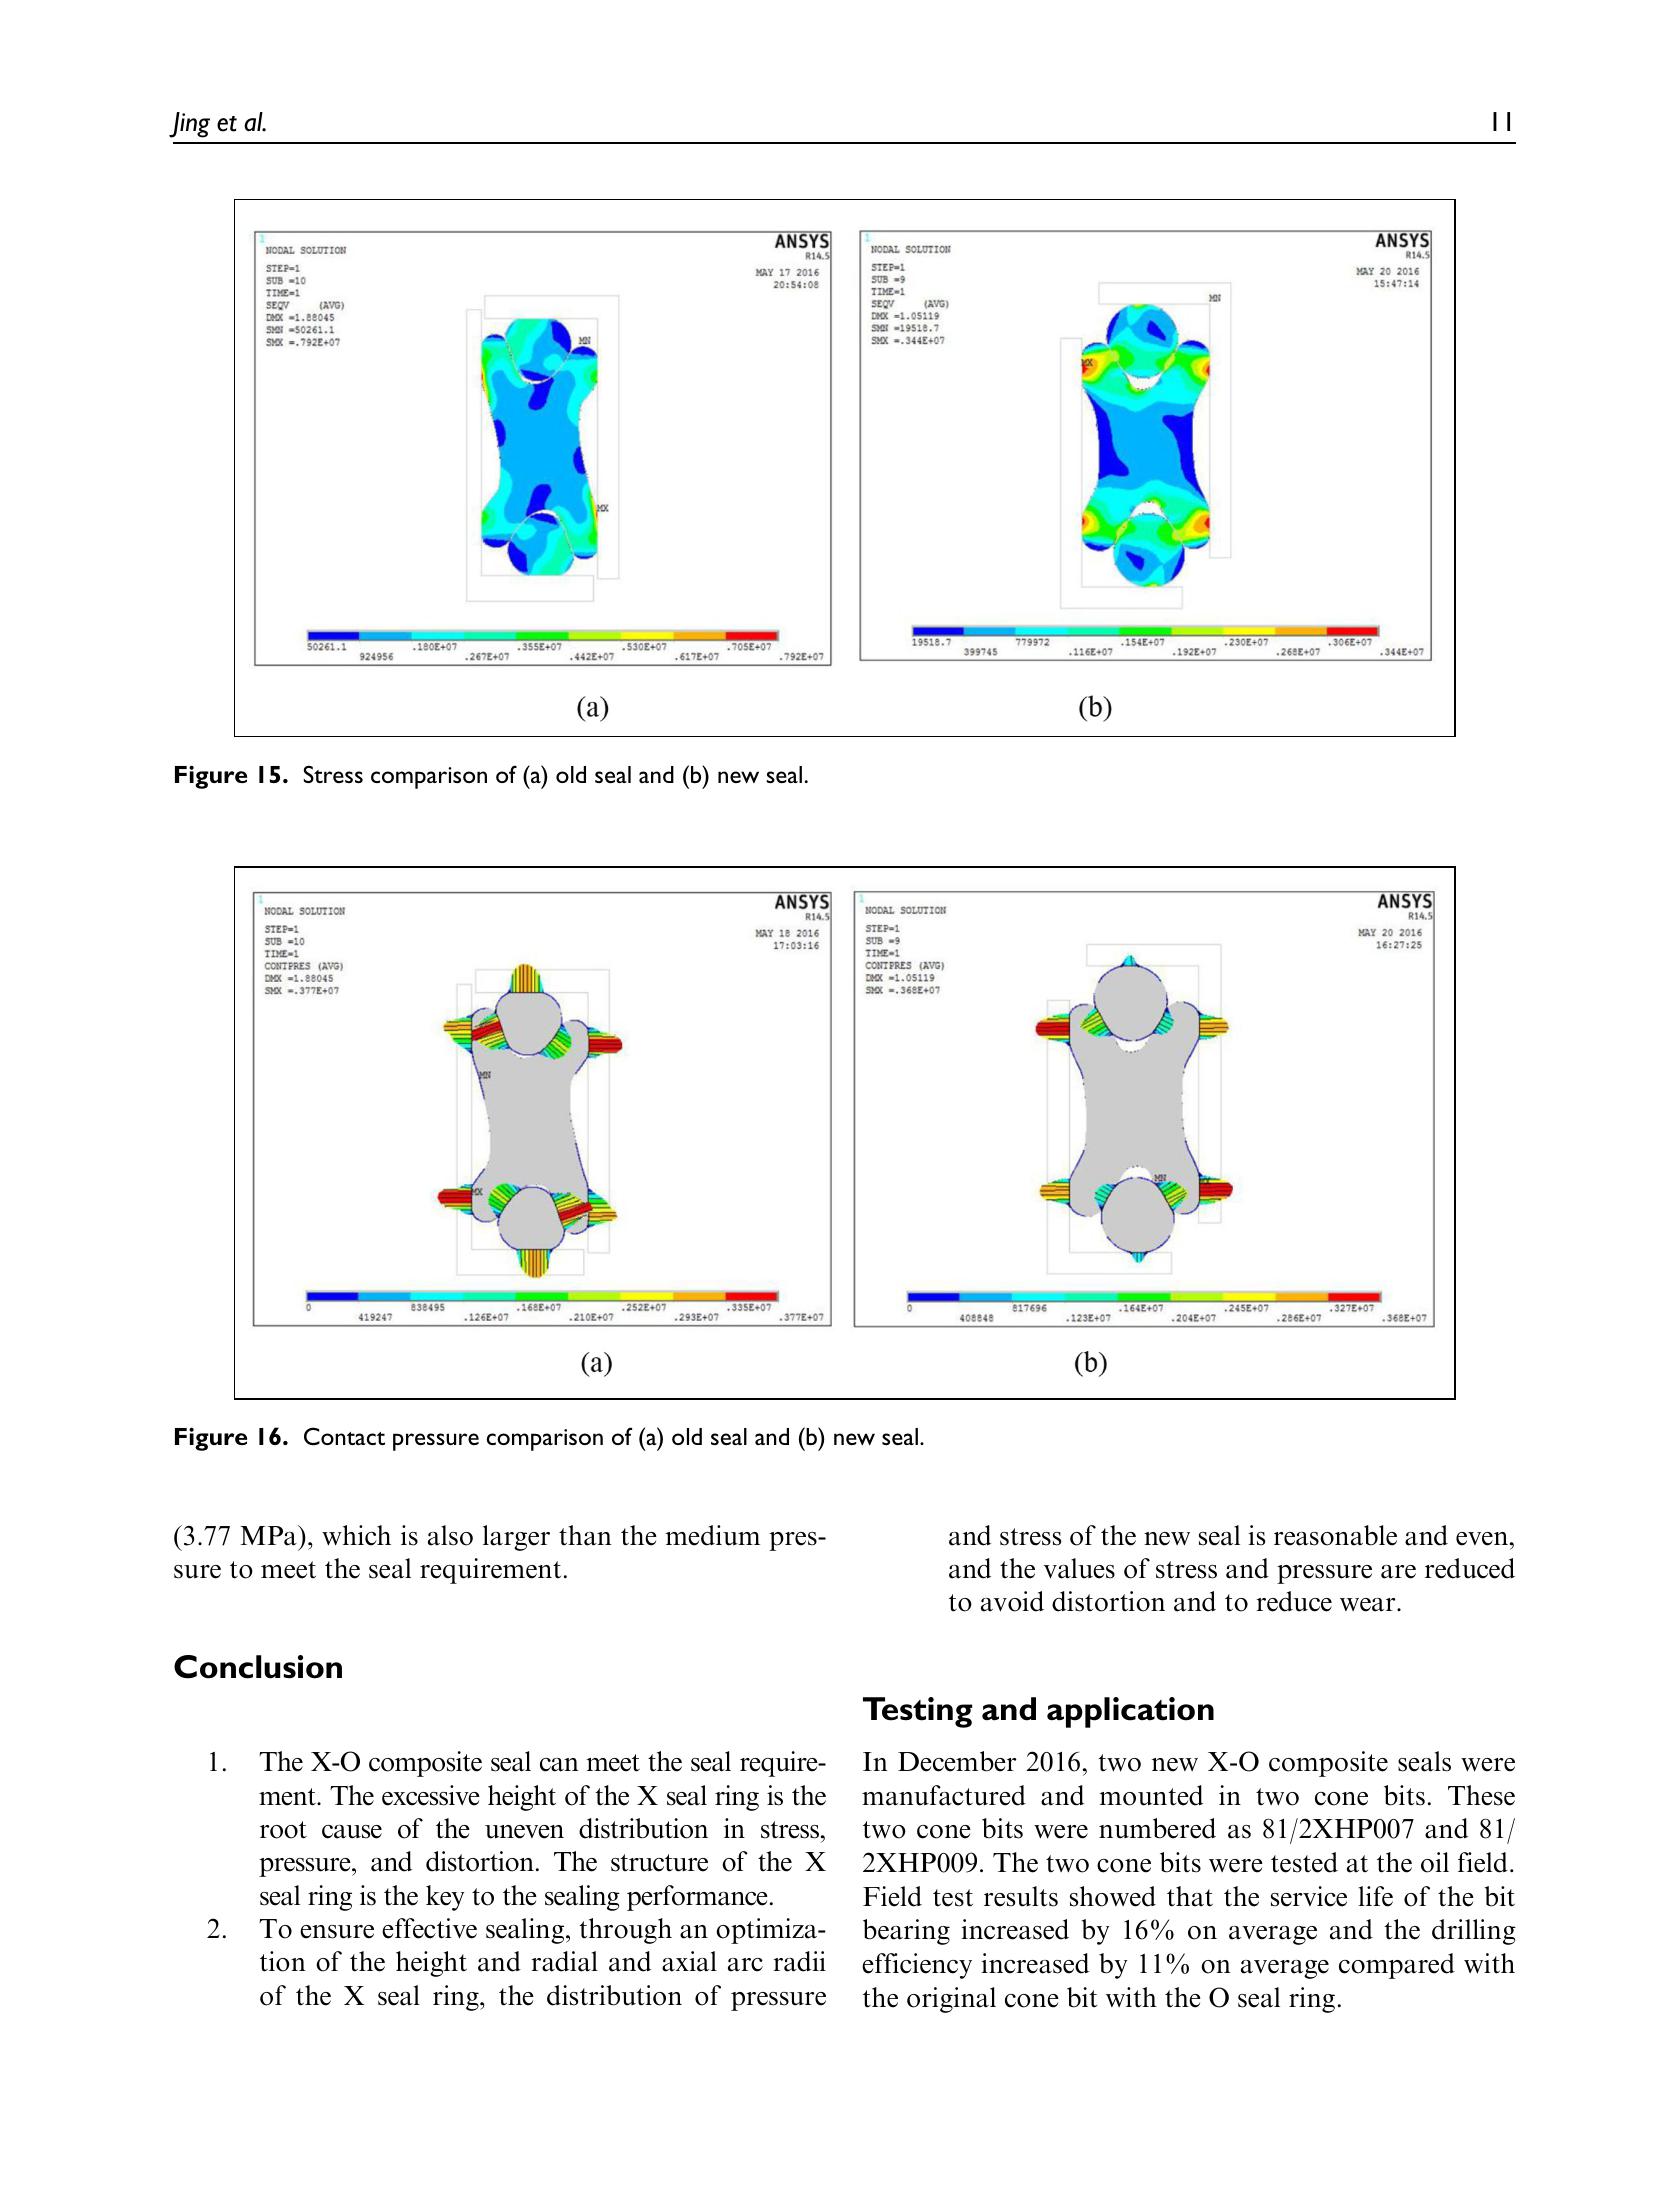 Jing et al.
11
1
NODAL SOLUTION
STEP=1
SUB =10
TIME=1
SEQV (AVG)
DMX =1.88045
SMN =50261.1
SMX =.792E+07
ANSYS
R14.5
MAY 17 2016
20:54:08
MN
MX
50261.1 .180E+07 .355E+07 .530E+07 .705E+07
924956 .267E+07 .442E+07 .617E+07 .792E+07
(a)
1
NODAL SOLUTION
STEP=1
SUB =9
TIME=1
SEQV (AVG)
DMX =1.05119
SMN =19518.7
SMX =.344E+07
ANSYS
R14.5
MAY 20 2016
15:47:14
MN
MX
19518.7 779972 .154E+07 .230E+07 .306E+07
399745 .116E+07 .192E+07 .268E+07 .344E+07
(b)
Figure 15. Stress comparison of (a) old seal and (b) new seal.
1
NODAL SOLUTION
STEP=1
SUB =10
TIME=1
CONTPRES (AVG)
DMX =1.88045
SMX =.377E+07
ANSYS
R14.5
MAY 18 2016
17:03:16
MN
MX
0 838495 .168E+07 .252E+07 .335E+07
419247 .126E+07 .210E+07 .293E+07 .377E+07
(a)
1
NODAL SOLUTION
STEP=1
SUB =9
TIME=1
CONTPRES (AVG)
DMX =1.05119
SMX =.368E+07
ANSYS
R14.5
MAY 20 2016
16:27:25
MN
0 817696 .164E+07 .245E+07 .327E+07
408848 .123E+07 .204E+07 .286E+07 .368E+07
(b)
Figure 16. Contact pressure comparison of (a) old seal and (b) new seal.
(3.77 MPa), which is also larger than the medium pres-
sure to meet the seal requirement.
Conclusion
1. The X-O composite seal can meet the seal require-
ment. The excessive height of the X seal ring is the
root cause of the uneven distribution in stress,
pressure, and distortion. The structure of the X
seal ring is the key to the sealing performance.
2. To ensure effective sealing, through an optimiza-
tion of the height and radial and axial arc radii
of the X seal ring, the distribution of pressure
and stress of the new seal is reasonable and even,
and the values of stress and pressure are reduced
to avoid distortion and to reduce wear.
Testing and application
In December 2016, two new X-O composite seals were
manufactured and mounted in two cone bits. These
two cone bits were numbered as 81/2XHP007 and 81/
2XHP009. The two cone bits were tested at the oil field.
Field test results showed that the service life of the bit
bearing increased by 16% on average and the drilling
efficiency increased by 11% on average compared with
the original cone bit with the O seal ring.